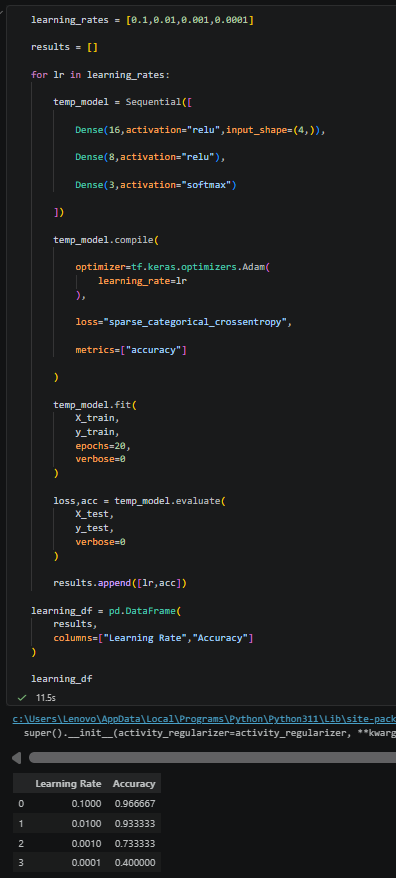 learning_rates = [0.1,0.01,0.001,0.0001]
results = []
for lr in learning_rates:
temp_model = Sequential([
Dense(16,activation="relu",input_shape=(4,)),
Dense(8,activation="relu"),
Dense(3,activation="softmax")
])
temp_model.compile(
optimizer=tf.keras.optimizers.Adam(
learning_rate=lr
),
loss="sparse_categorical_crossentropy",
metrics=["accuracy"]
)
temp_model.fit(
X_train,
y_train,
epochs=20,
verbose=0
)
loss,acc = temp_model.evaluate(
X_test,
y_test,
verbose=0
)
results.append([lr,acc])
learning_df = pd.DataFrame(
results,
columns=["Learning Rate","Accuracy"]
)
learning_df
11.5s
c:\Users\Lenovo\AppData\Local\Programs\Python\Python311\Lib\site-pack
super().__init__(activity_regularizer=activity_regularizer, **kwarg
Learning Rate Accuracy
0 0.1000 0.966667
1 0.0100 0.933333
2 0.0010 0.733333
3 0.0001 0.400000